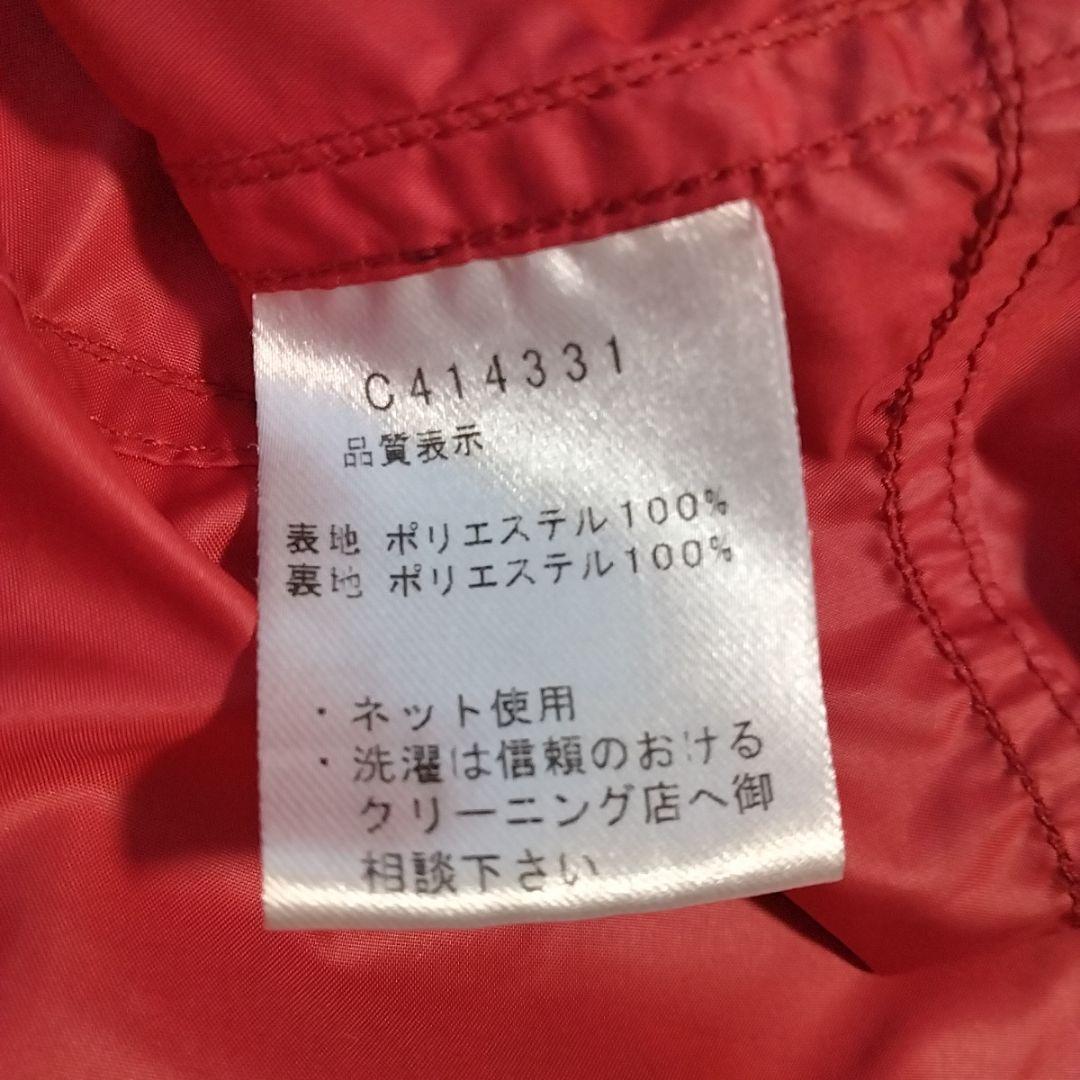 C414331
品質表示
表地 ポリエステル100%
裏地 ポリエステル100%
・ネット使用
・洗濯は信頼のおける
クリーニング店へ御
相談下さい